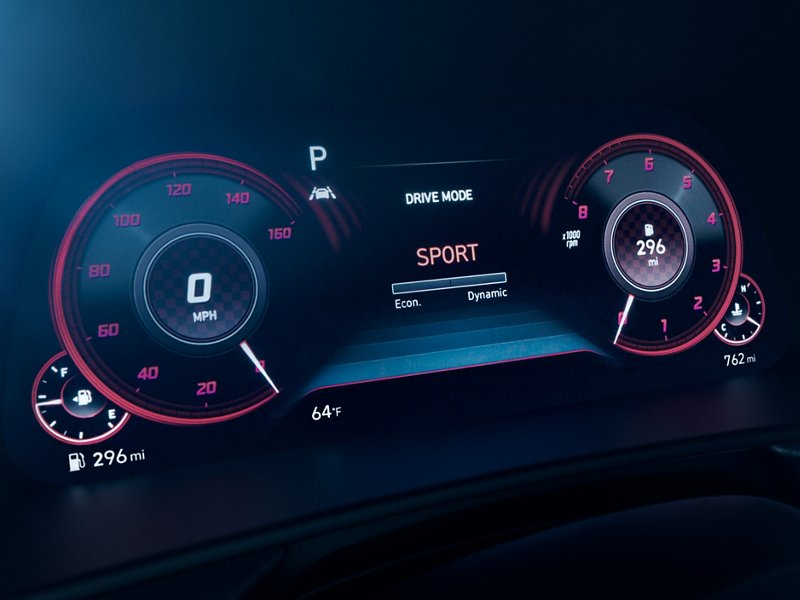 P
DRIVE MODE
SPORT
Econ. Dynamic
0
MPH
0
20
40
60
80
100
120
140
160
F
E
296 mi
64°F
x1000
rpm
0
1
2
3
4
5
6
7
8
296
mi
H
C
762 mi